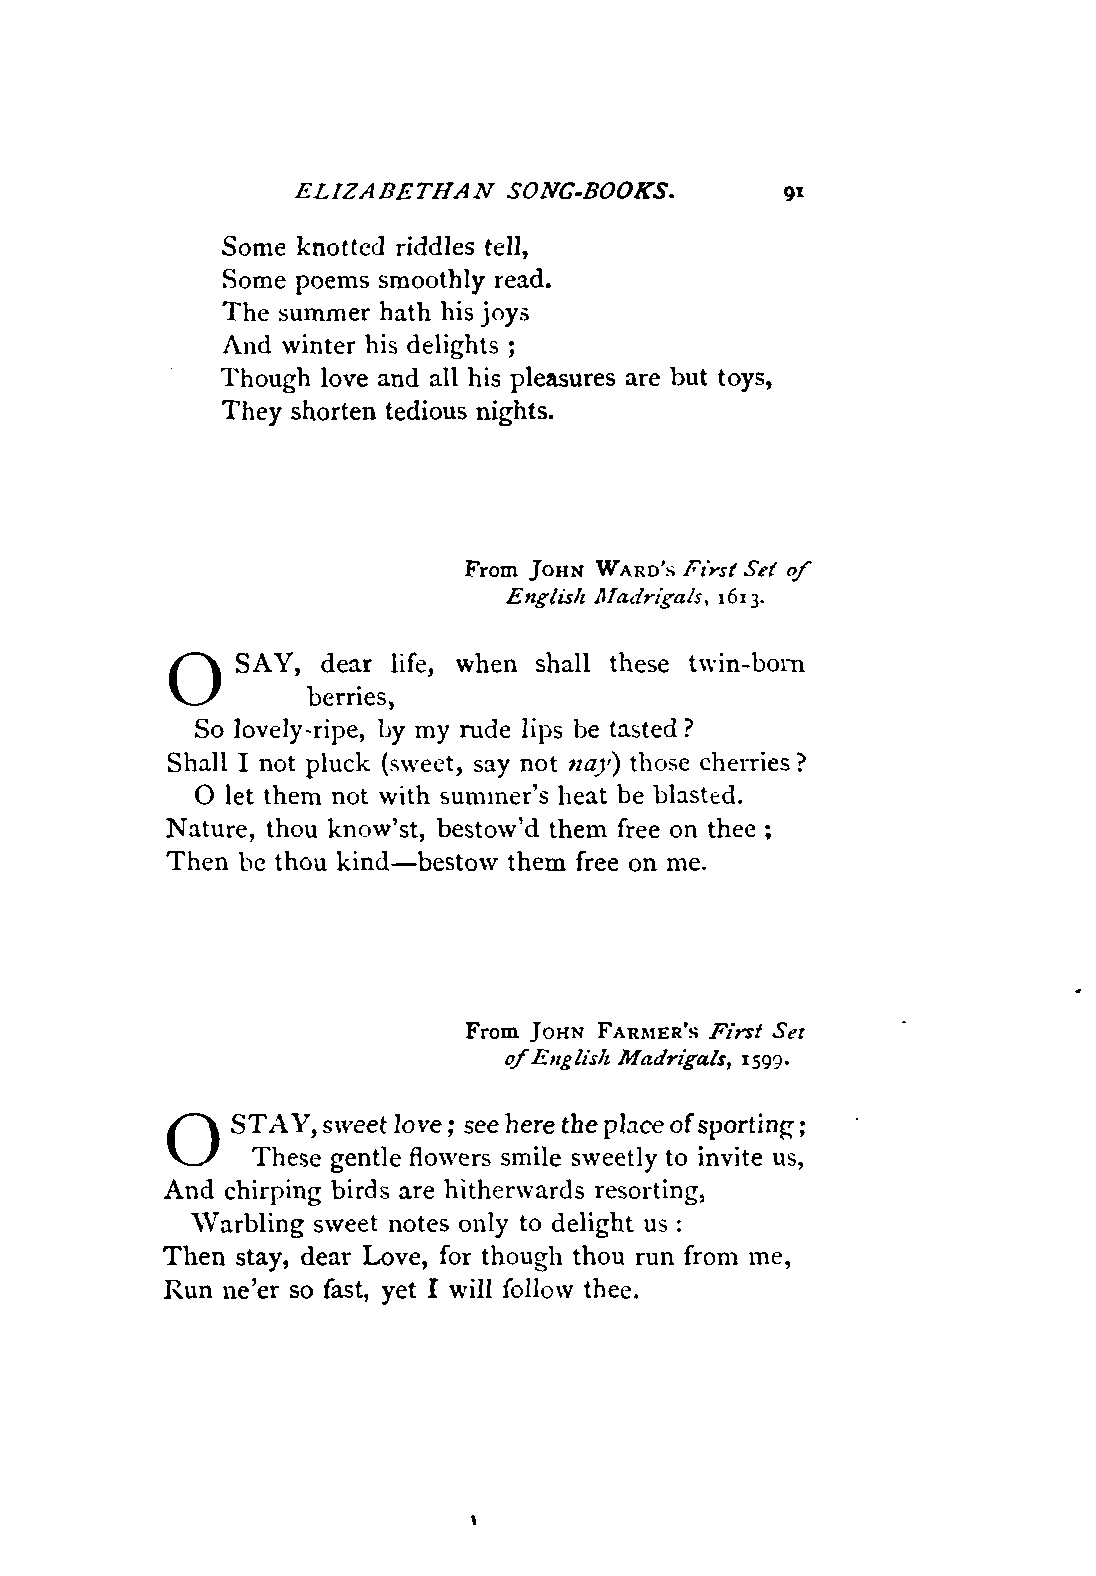 ELIZABETHAN SONG-BOOKS. 91
Some knotted riddles tell,
Some poems smoothly read.
The summer hath his joys
And winter his delights ;
Though love and all his pleasures are but toys,
They shorten tedious nights.
From JOHN WARD's First Set of
English Madrigals, 1613.
O SAY, dear life, when shall these twin-born
berries,
So lovely-ripe, by my rude lips be tasted ?
Shall I not pluck (sweet, say not nay) those cherries ?
O let them not with summer's heat be blasted.
Nature, thou know'st, bestow'd them free on thee ;
Then be thou kind—bestow them free on me.
From JOHN FARMER's First Set
of English Madrigals, 1599.
O STAY, sweet love ; see here the place of sporting ;
These gentle flowers smile sweetly to invite us,
And chirping birds are hitherwards resorting,
Warbling sweet notes only to delight us :
Then stay, dear Love, for though thou run from me,
Run ne'er so fast, yet I will follow thee.